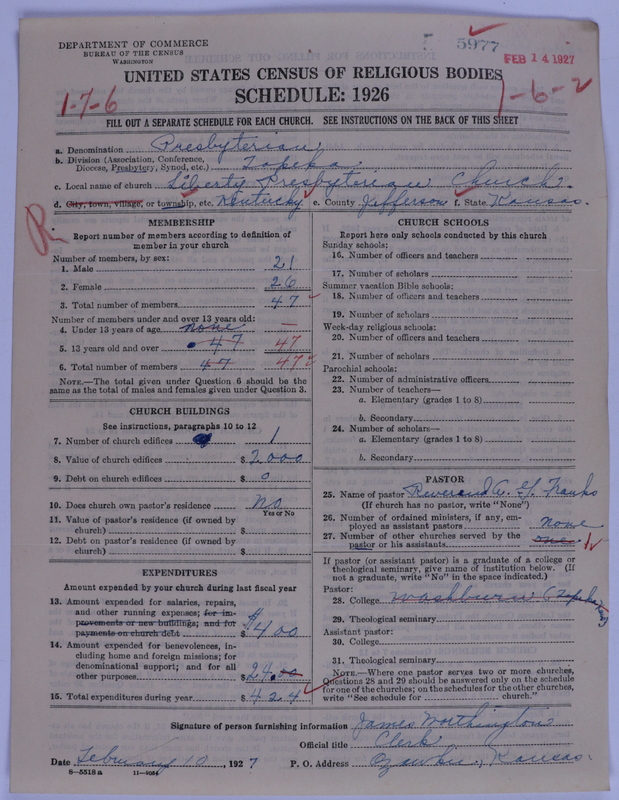 DEPARTMENT OF COMMERCE
BUREAU OF THE CENSUS
WASHINGTON
5977
FEB 14 1927
UNITED STATES CENSUS OF RELIGIOUS BODIES
SCHEDULE: 1926
1-7-6
1-6-2
FILL OUT A SEPARATE SCHEDULE FOR EACH CHURCH. SEE INSTRUCTIONS ON THE BACK OF THIS SHEET
a. Denomination Presbyterian
b. Division (Association, Conference, Diocese, Presbytery, Synod, etc.) Topeka
c. Local name of church Liberty Presbyterian Church.
d. City, town, village, or township, etc. Kentucky e. County Jefferson f. State Kansas.
R
MEMBERSHIP
Report number of members according to definition of
member in your church
Number of members, by sex:
1. Male 21
2. Female 26
3. Total number of members 47
Number of members under and over 13 years old:
4. Under 13 years of age none —
5. 13 years old and over 47 47
6. Total number of members 47 47
NOTE.—The total given under Question 6 should be the
same as the total of males and females given under Question 3.
CHURCH BUILDINGS
See instructions, paragraphs 10 to 12
7. Number of church edifices 1
8. Value of church edifices $2000
9. Debt on church edifices $0
10. Does church own pastor's residence No
Yes or No
11. Value of pastor's residence (if owned by
church) $
12. Debt on pastor's residence (if owned by
church) $
EXPENDITURES
Amount expended by your church during last fiscal year
13. Amount expended for salaries, repairs,
and other running expenses; for im-
provements or new buildings; and for
payments on church debt $400
14. Amount expended for benevolences, in-
cluding home and foreign missions; for
denominational support; and for all
other purposes $24.00
15. Total expenditures during year $424
CHURCH SCHOOLS
Report here only schools conducted by this church
Sunday schools:
16. Number of officers and teachers
17. Number of scholars
Summer vacation Bible schools:
18. Number of officers and teachers
19. Number of scholars
Week-day religious schools:
20. Number of officers and teachers
21. Number of scholars
Parochial schools:
22. Number of administrative officers
23. Number of teachers—
a. Elementary (grades 1 to 8)
b. Secondary
24. Number of scholars—
a. Elementary (grades 1 to 8)
b. Secondary
PASTOR
25. Name of pastor Reverend A. Franks
(If church has no pastor, write "None")
26. Number of ordained ministers, if any, em-
ployed as assistant pastors none
27. Number of other churches served by the
pastor or his assistants one
If pastor (or assistant pastor) is a graduate of a college or
theological seminary, give name of institution below. (If
not a graduate, write "No" in the space indicated.)
Pastor:
28. College Washburn Topeka
29. Theological seminary
Assistant pastor:
30. College
31. Theological seminary
NOTE.—Where one pastor serves two or more churches,
Questions 28 and 29 should be answered only on the schedule
for one of the churches; on the schedules for the other churches,
write "See schedule for church."
Signature of person furnishing information James Worthington
Official title Clerk
Date February 10, 1927 P. O. Address Ozawkie, Kansas.
8-5518a 11-9084